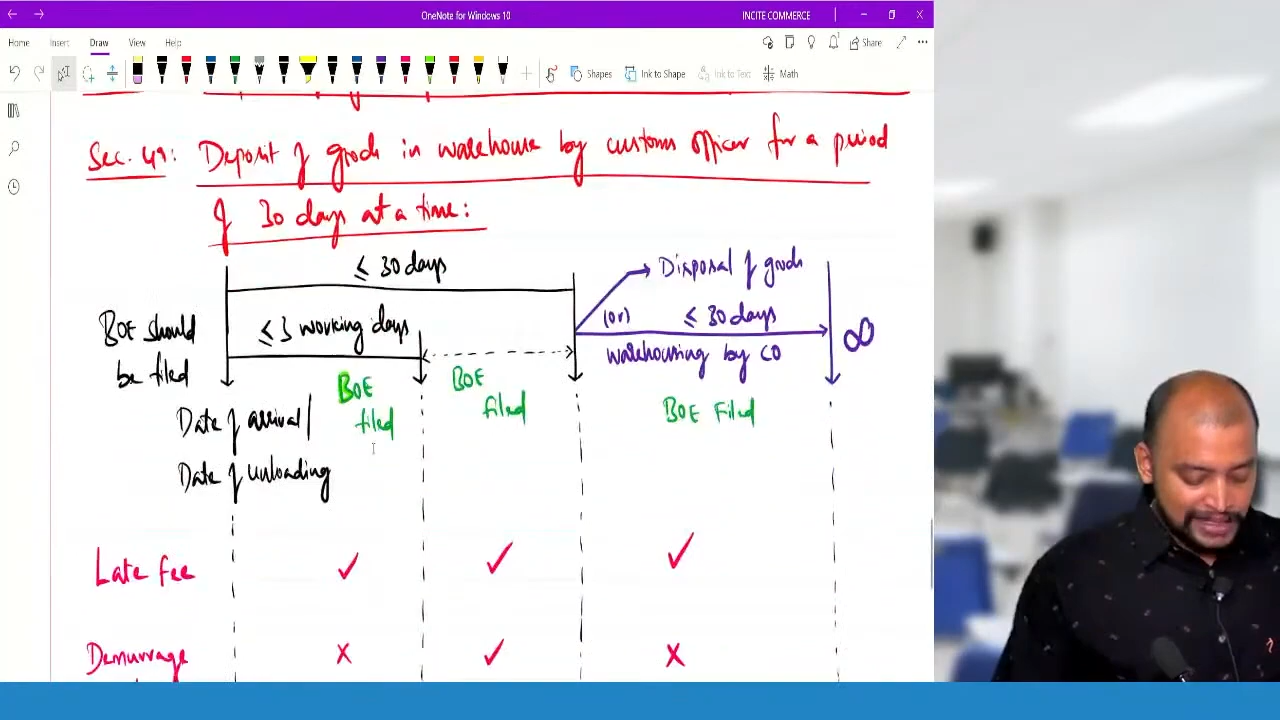 OneNote for Windows 10
INCITE COMMERCE
Home Insert Draw View Help
Share
Shapes Ink to Shape Ink to Text Math
Sec. 49: Deposit of goods in warehouse by customs officer for a period
of 30 days at a time:
≤ 30 days
Disposal of goods
BOE should
be filed
≤ 3 working days
(or) ≤ 30 days
∞
warehousing by CO
BOE
filed
BOE
filed
BOE Filed
Date of arrival/
Date of unloading
Late fee ✓ ✓ ✓
Demurrage x ✓ x